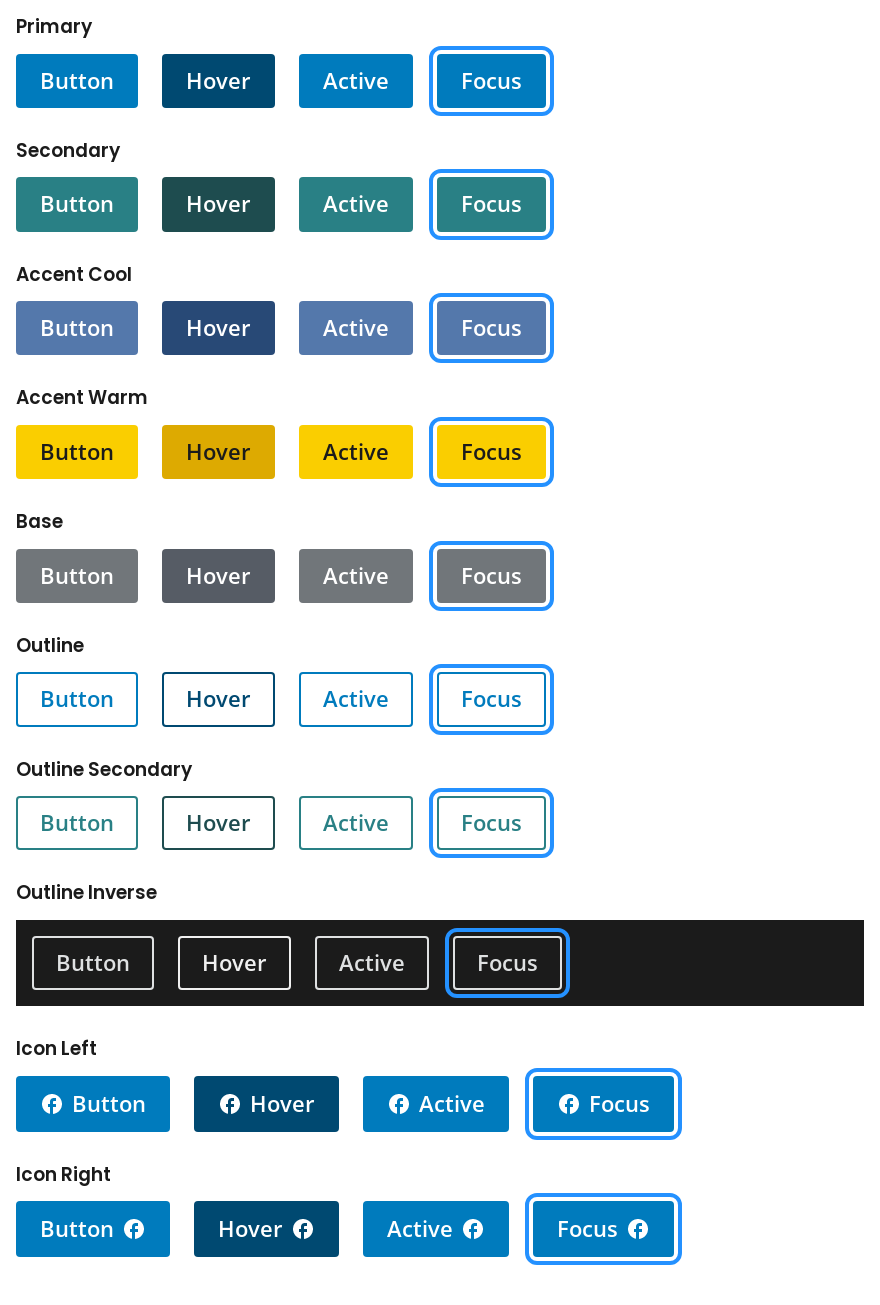 Primary
Button Hover Active Focus
Secondary
Button Hover Active Focus
Accent Cool
Button Hover Active Focus
Accent Warm
Button Hover Active Focus
Base
Button Hover Active Focus
Outline
Button Hover Active Focus
Outline Secondary
Button Hover Active Focus
Outline Inverse
Button Hover Active Focus
Icon Left
Button Hover Active Focus
Icon Right
Button Hover Active Focus